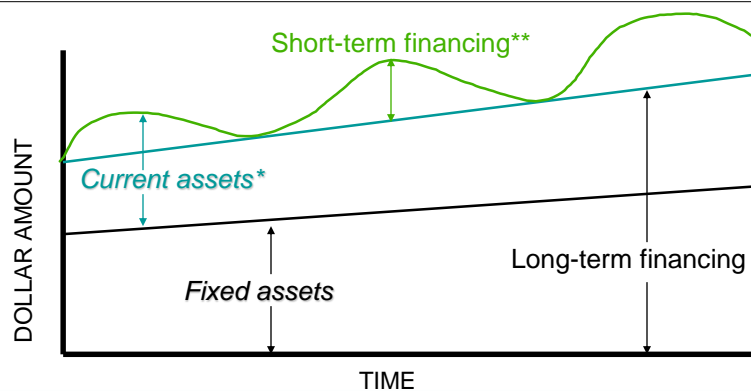 Short-term financing**
Current assets*
DOLLAR AMOUNT
Long-term financing
Fixed assets
TIME